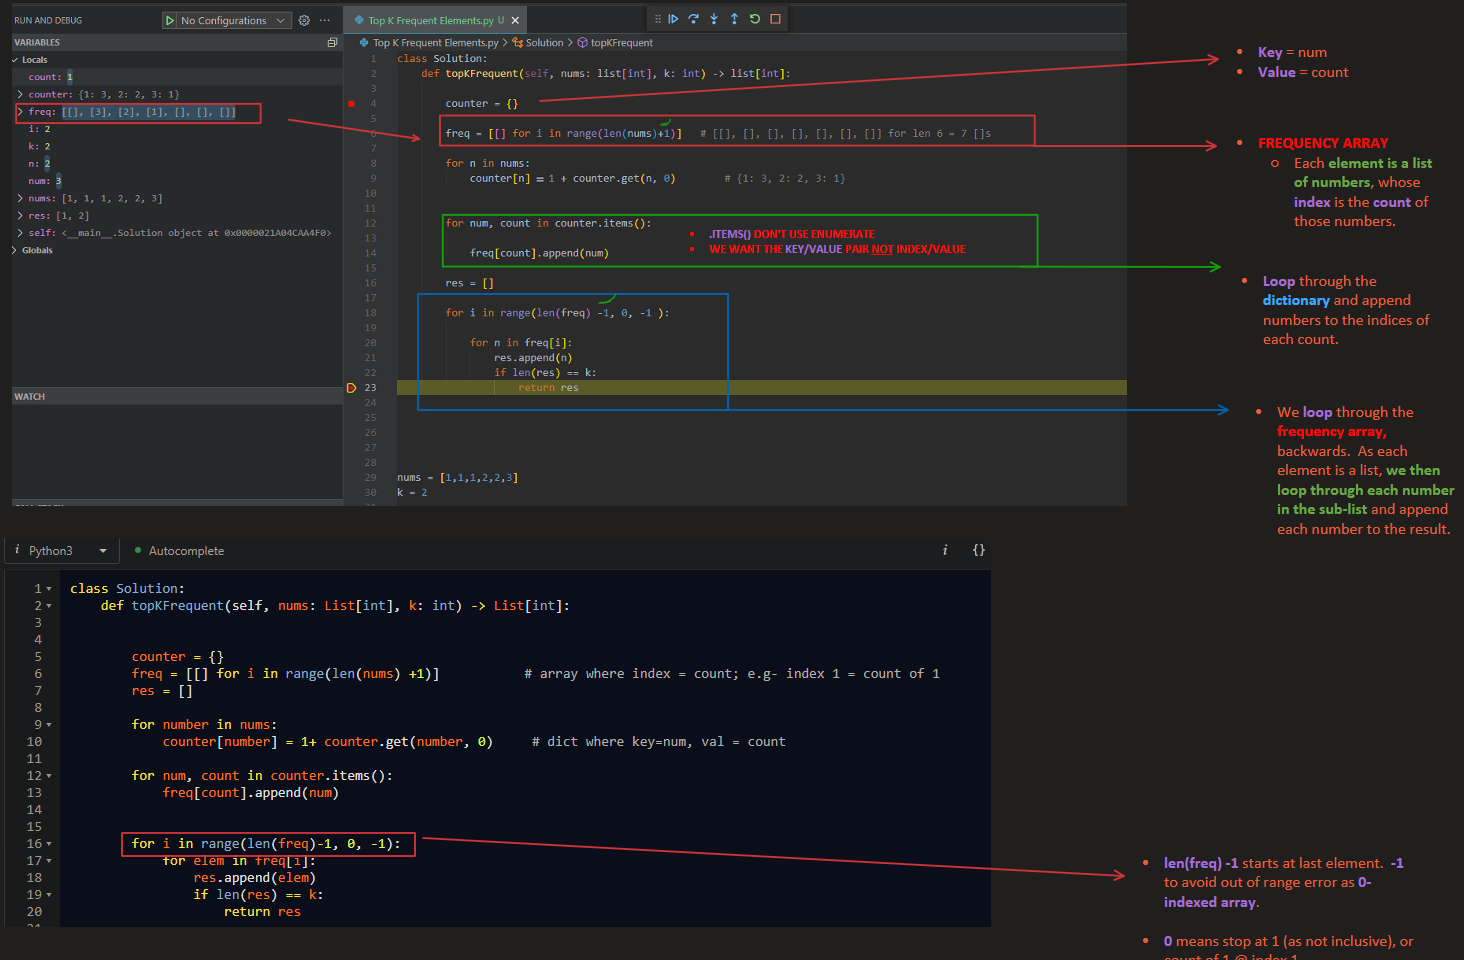 RUN AND DEBUG
No Configurations
Top K Frequent Elements.py U
VARIABLES
Top K Frequent Elements.py > Solution > topKFrequent
Locals
count: 1
counter: {1: 3, 2: 2, 3: 1}
freq: [[], [3], [2], [1], [], [], []]
i: 2
k: 2
n: 2
num: 3
nums: [1, 1, 1, 2, 2, 3]
res: [1, 2]
self: <__main__.Solution object at 0x0000021A04CAA4F0>
Globals
WATCH
1 class Solution:
2 def topKFrequent(self, nums: list[int], k: int) -> list[int]:
3
4 counter = {}
5
6 freq = [[] for i in range(len(nums)+1)] # [[], [], [], [], [], [], []] for len 6 = 7 []s
7
8 for n in nums:
9 counter[n] = 1 + counter.get(n, 0) # {1: 3, 2: 2, 3: 1}
10
11
12 for num, count in counter.items():
13
14 freq[count].append(num)
15
16 res = []
17
18 for i in range(len(freq) -1, 0, -1 ):
19
20 for n in freq[i]:
21 res.append(n)
22 if len(res) == k:
23 return res
24
25
26
27
28
29 nums = [1,1,1,2,2,3]
30 k = 2
• .ITEMS() DON'T USE ENUMERATE
• WE WANT THE KEY/VALUE PAIR NOT INDEX/VALUE
• Key = num
• Value = count
• FREQUENCY ARRAY
Each element is a list
of numbers, whose
index is the count of
those numbers.
• Loop through the
dictionary and append
numbers to the indices of
each count.
• We loop through the
frequency array,
backwards. As each
element is a list, we then
loop through each number
in the sub-list and append
each number to the result.
i Python3 • Autocomplete i {}
1 class Solution:
2 def topKFrequent(self, nums: List[int], k: int) -> List[int]:
3
4
5 counter = {}
6 freq = [[] for i in range(len(nums) +1)] # array where index = count; e.g- index 1 = count of 1
7 res = []
8
9 for number in nums:
10 counter[number] = 1+ counter.get(number, 0) # dict where key=num, val = count
11
12 for num, count in counter.items():
13 freq[count].append(num)
14
15
16 for i in range(len(freq)-1, 0, -1):
17 for elem in freq[i]:
18 res.append(elem)
19 if len(res) == k:
20 return res
• len(freq) -1 starts at last element. -1
to avoid out of range error as 0-
indexed array.
• 0 means stop at 1 (as not inclusive), or
count of 1 @ index 1